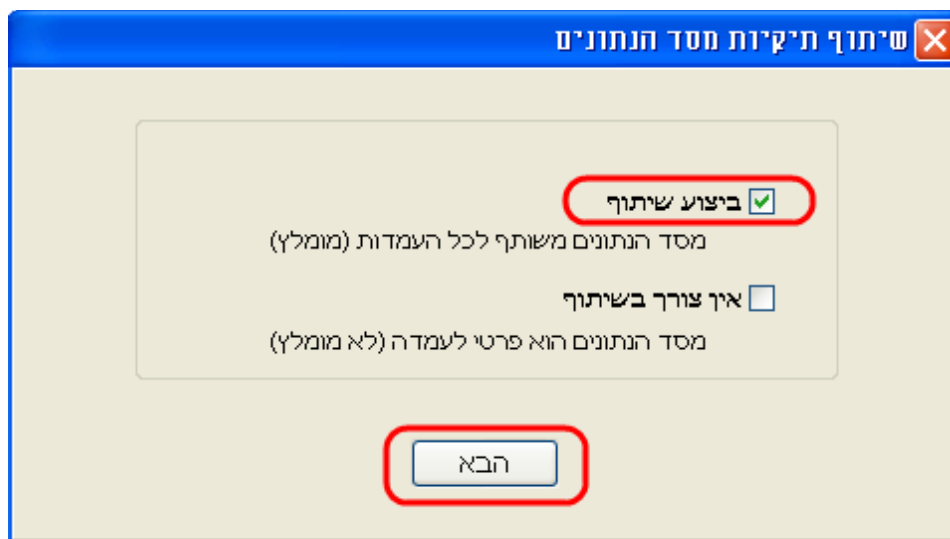 שיתוף תיקיות מסד הנתונים
ביצוע שיתוף
מסד הנתונים משותף לכל העמדות (מומלץ)
אין צורך בשיתוף
מסד הנתונים הוא פרטי לעמדה (לא מומלץ)
הבא